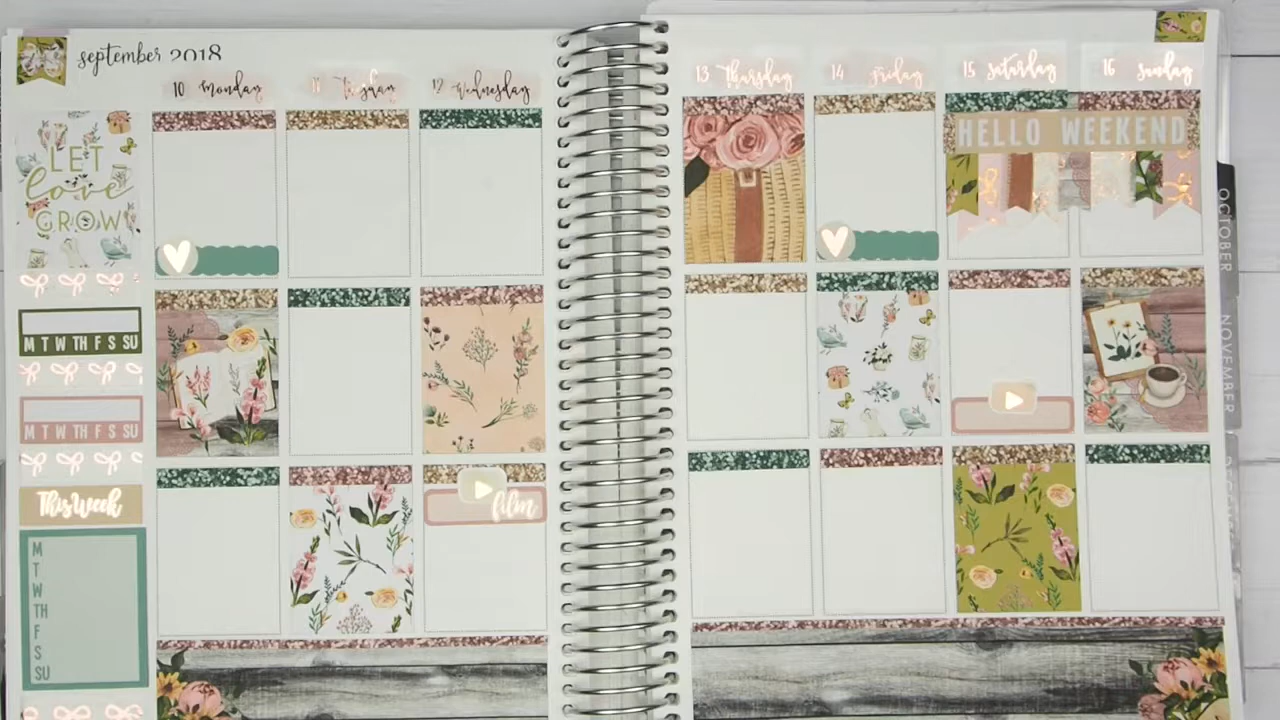 september 2018
10 Monday
11 Tuesday
12 Wednesday
13 Thursday
14 Friday
15 Saturday
16 Sunday
LET
love
GROW
HELLO WEEKEND
M T W TH F S SU
M T W TH F S SU
This Week
M
T
W
TH
F
S
SU
film
OCTOBER
NOVEMBER